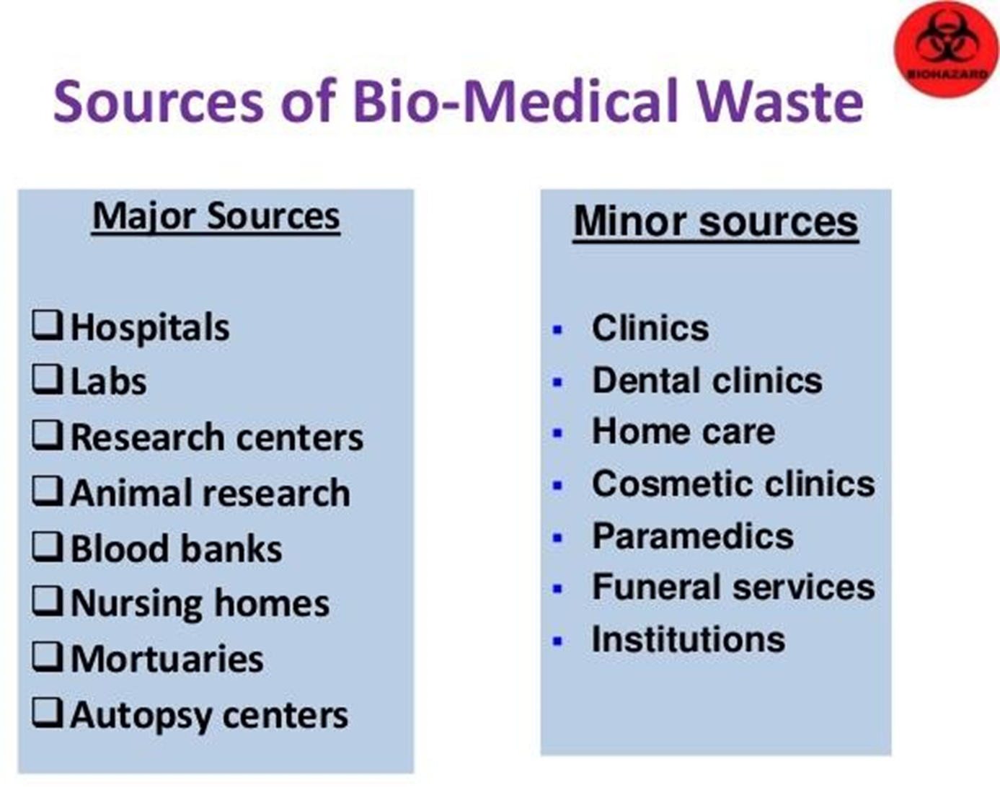 BIOHAZARD
Sources of Bio-Medical Waste
Major Sources
Hospitals
Labs
Research centers
Animal research
Blood banks
Nursing homes
Mortuaries
Autopsy centers
Minor sources
Clinics
Dental clinics
Home care
Cosmetic clinics
Paramedics
Funeral services
Institutions